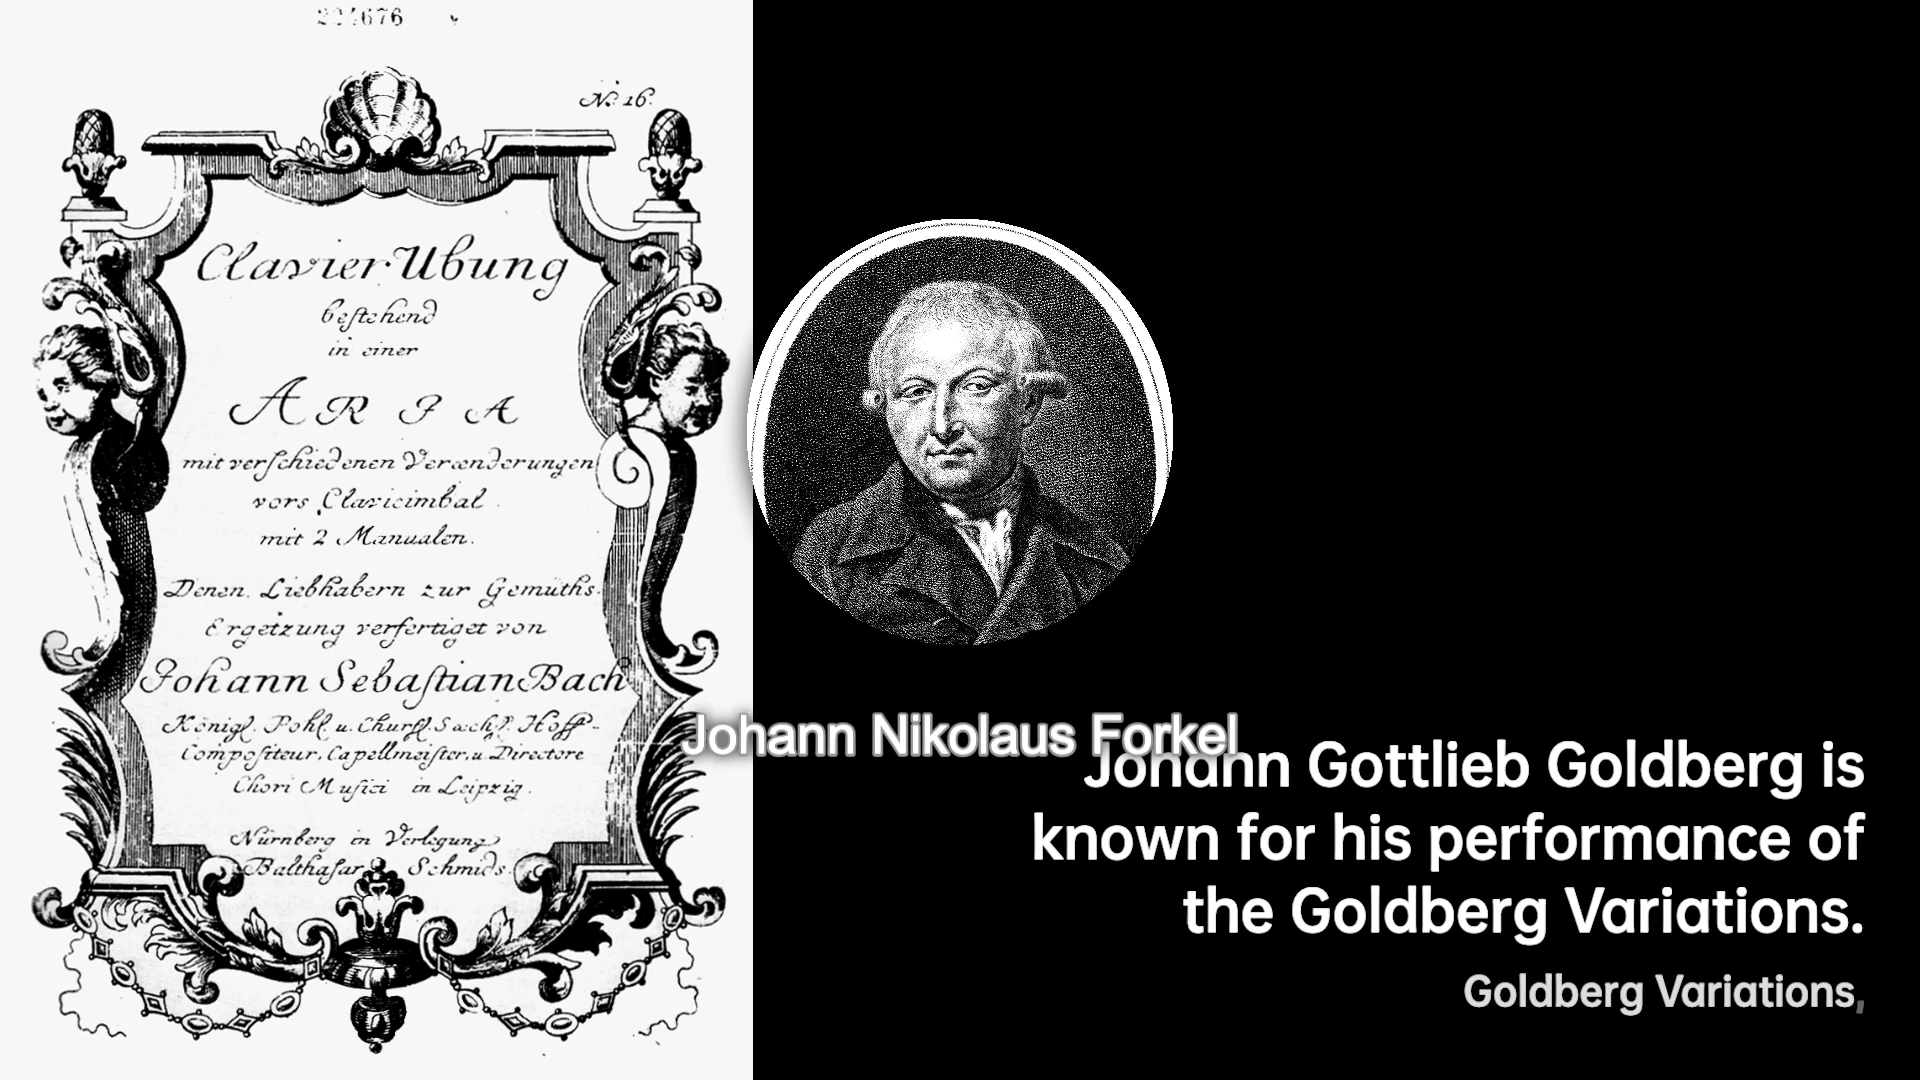 224676
No. 16.
Clavier Ubung
bestehend
in einer
ARIA
mit verschiedenen Verænderungen
vors Clavicimbal
mit 2 Manualen.
Denen Liebhabern zur Gemüths-
Ergetzung verfertiget von
Johann Sebastian Bach
Königl. Pohl. u. Churfl. Sæchs. Hoff-
Compositeur, Capellmeister, u. Directore
Chori Musici in Leipzig.
Nürnberg in Verlegung
Balthasar Schmids.
Johann Nikolaus Forkel
Johann Gottlieb Goldberg is
known for his performance of
the Goldberg Variations.
Goldberg Variations,